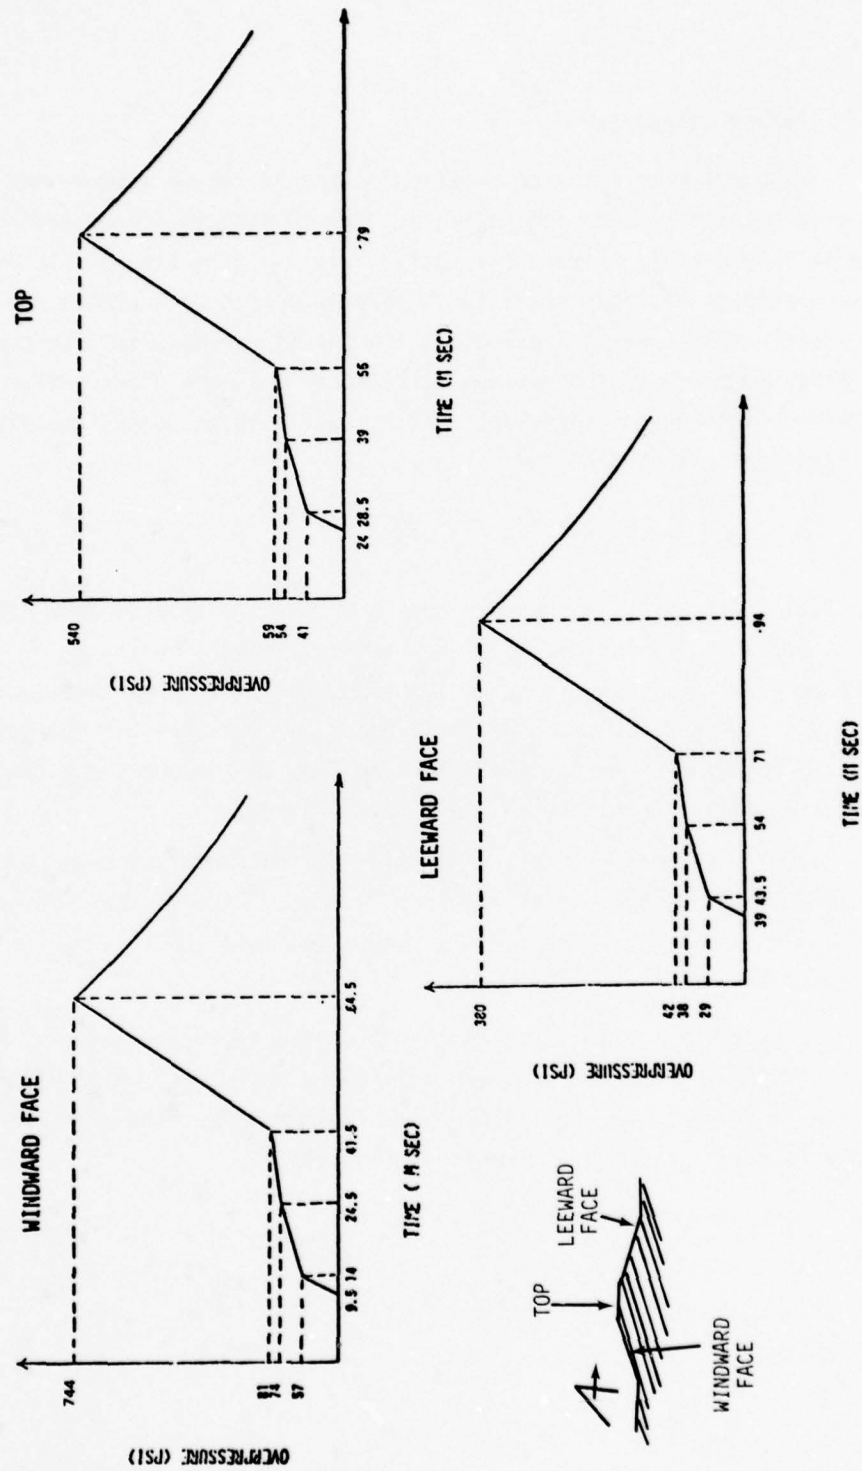 WINDWARD FACE
OVERPRESSURE (PSI)
744
81
74
57
9.5 14 24.5 41.5 64.5
TIME ( M SEC)
TOP
OVERPRESSURE (PSI)
540
59
54
41
24 28.5 39 56 79
TIME (M SEC)
TOP
LEEWARD
FACE
WINDWARD
FACE
LEEWARD FACE
OVERPRESSURE (PSI)
380
42
38
29
39 43.5 54 71 94
TIME (M SEC)